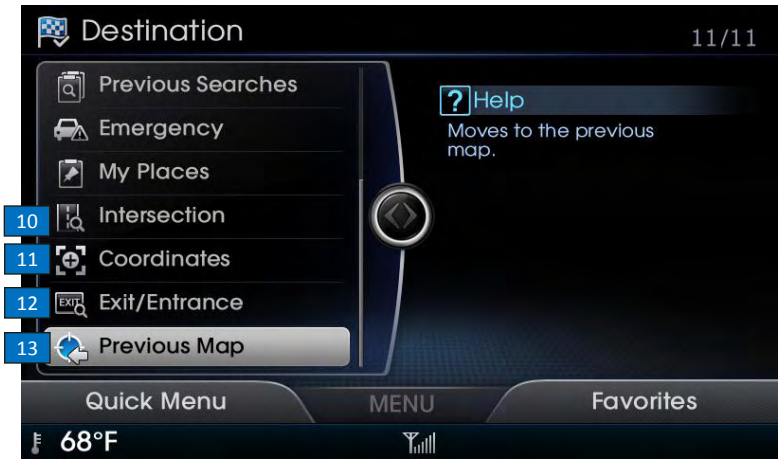 Destination
11/11
Previous Searches
Emergency
My Places
10 Intersection
11 Coordinates
12 EXIT Exit/Entrance
13 Previous Map
? Help
Moves to the previous
map.
Quick Menu
MENU
Favorites
68°F